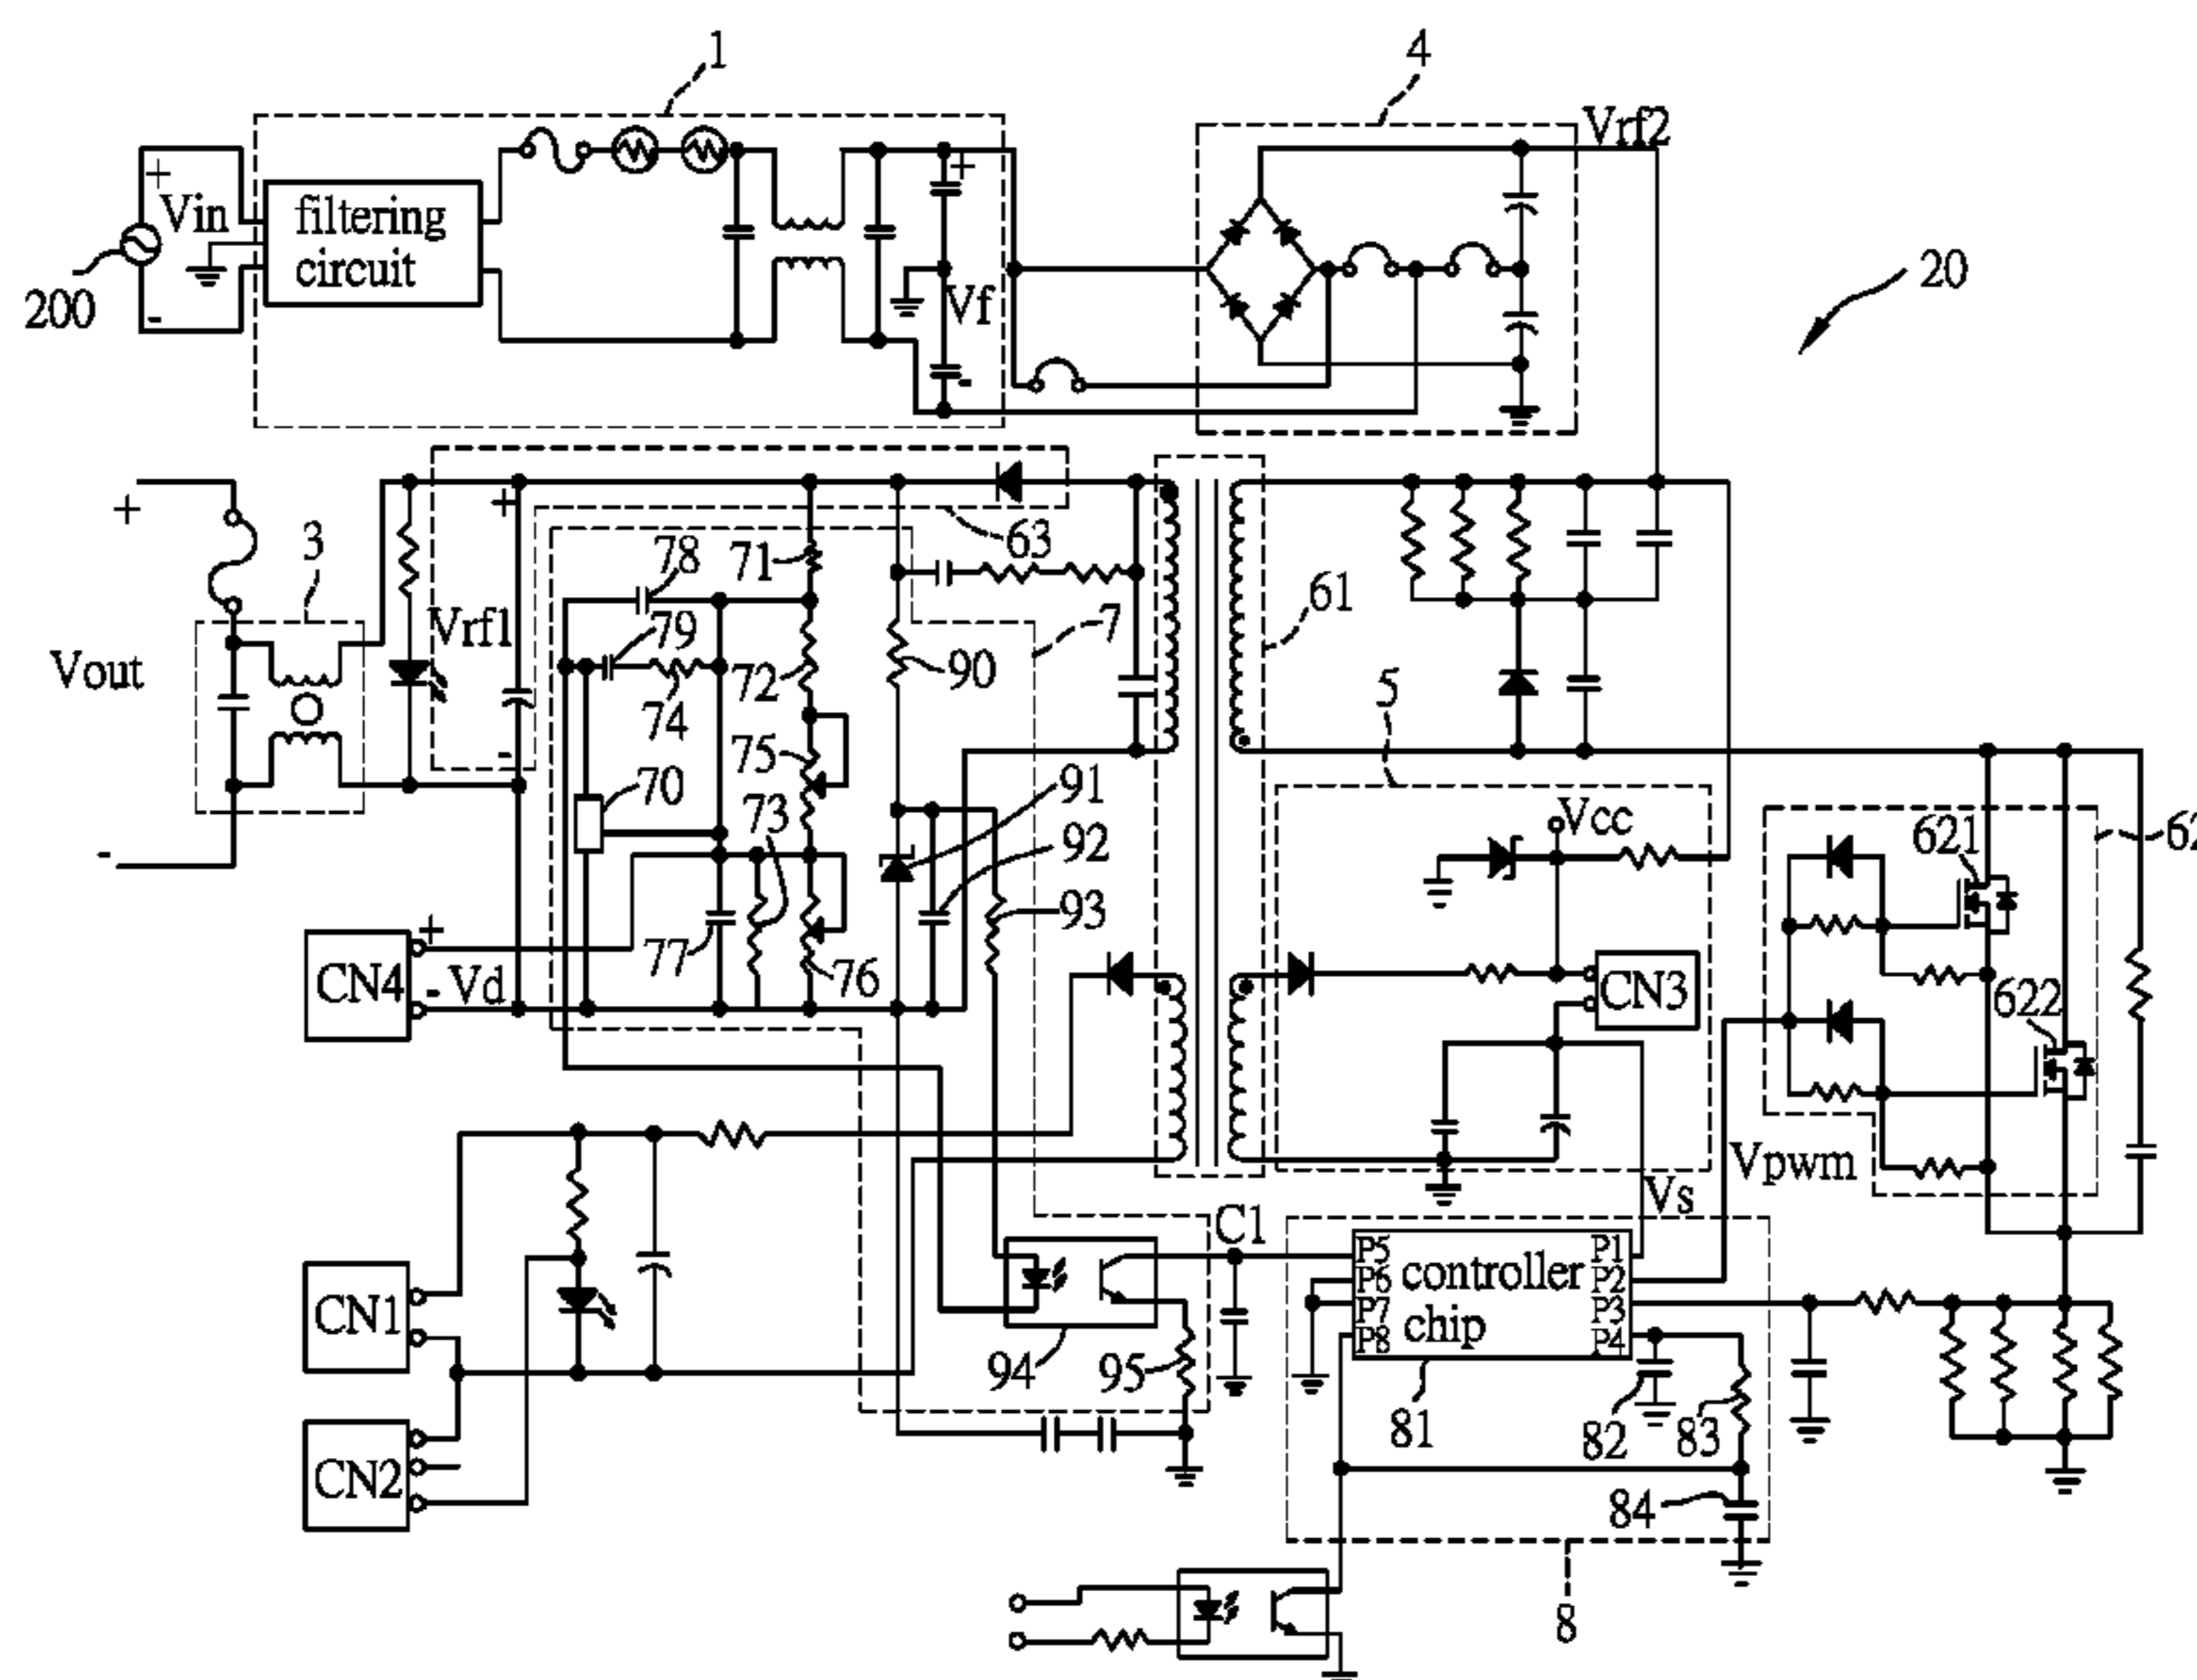 1
4
Vrf2
+
Vin
-
200
filtering
circuit
+
Vf
-
20
+
3
+
Vrf1
-
Vout
-
63
78
71
79
72
74
7
90
61
75
70
73
91
92
5
Vcc
62
621
77
76
93
CN4
+
- Vd
CN3
622
Vpwm
Vs
C1
P5
P6
P7
P8
controller
chip
P1
P2
P3
P4
CN1
94
95
81
82
83
CN2
84
8